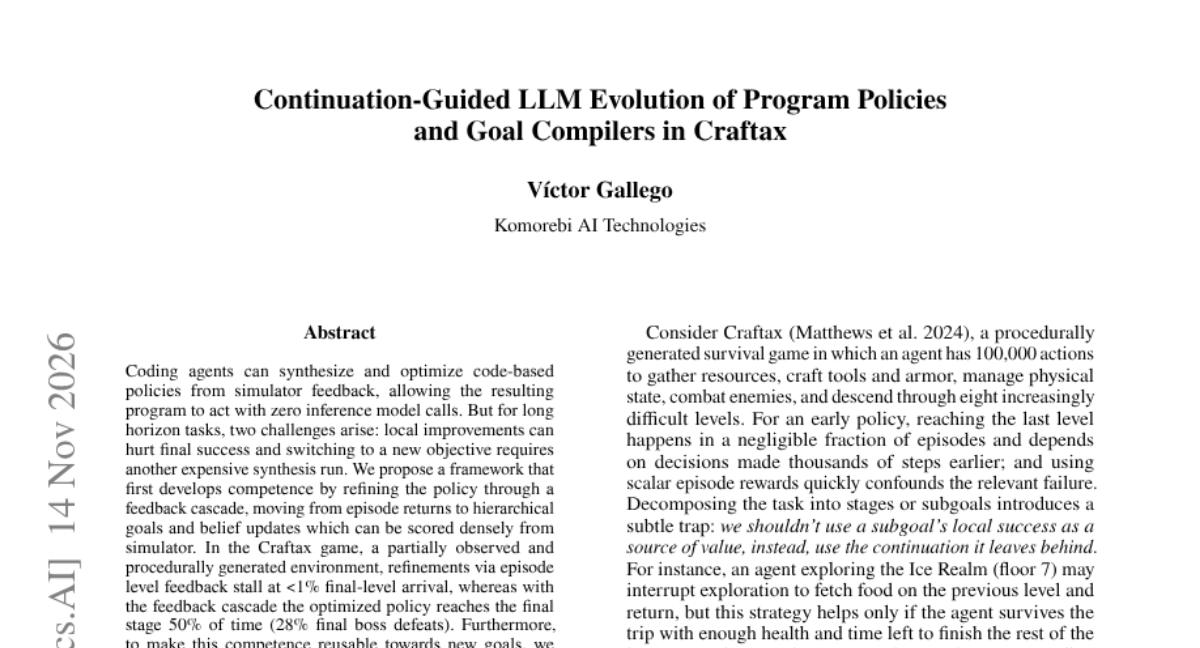 Continuation-Guided LLM Evolution of Program Policies
and Goal Compilers in Craftax
Víctor Gallego
Komorebi AI Technologies
cs.AI] 14 Nov 2026
Abstract
Coding agents can synthesize and optimize code-based
policies from simulator feedback, allowing the resulting
program to act with zero inference model calls. But for long
horizon tasks, two challenges arise: local improvements can
hurt final success and switching to a new objective requires
another expensive synthesis run. We propose a framework that
first develops competence by refining the policy through a
feedback cascade, moving from episode returns to hierarchical
goals and belief updates which can be scored densely from
simulator. In the Craftax game, a partially observed and
procedurally generated environment, refinements via episode
level feedback stall at <1% final-level arrival, whereas with
the feedback cascade the optimized policy reaches the final
stage 50% of time (28% final boss defeats). Furthermore,
to make this competence reusable towards new goals, we
Consider Craftax (Matthews et al. 2024), a procedurally
generated survival game in which an agent has 100,000 actions
to gather resources, craft tools and armor, manage physical
state, combat enemies, and descend through eight increasingly
difficult levels. For an early policy, reaching the last level
happens in a negligible fraction of episodes and depends
on decisions made thousands of steps earlier; and using
scalar episode rewards quickly confounds the relevant failure.
Decomposing the task into stages or subgoals introduces a
subtle trap: we shouldn't use a subgoal's local success as a
source of value, instead, use the continuation it leaves behind.
For instance, an agent exploring the Ice Realm (floor 7) may
interrupt exploration to fetch food on the previous level and
return, but this strategy helps only if the agent survives the
trip with enough health and time left to finish the rest of the